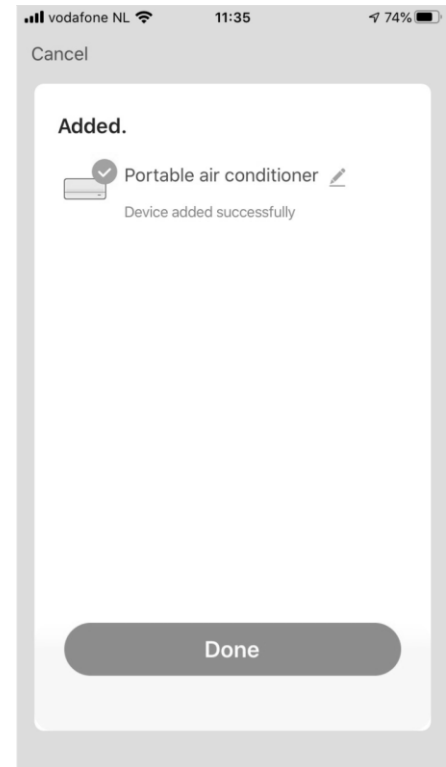 vodafone NL 11:35 74%
Cancel
Added.
Portable air conditioner
Device added successfully
Done